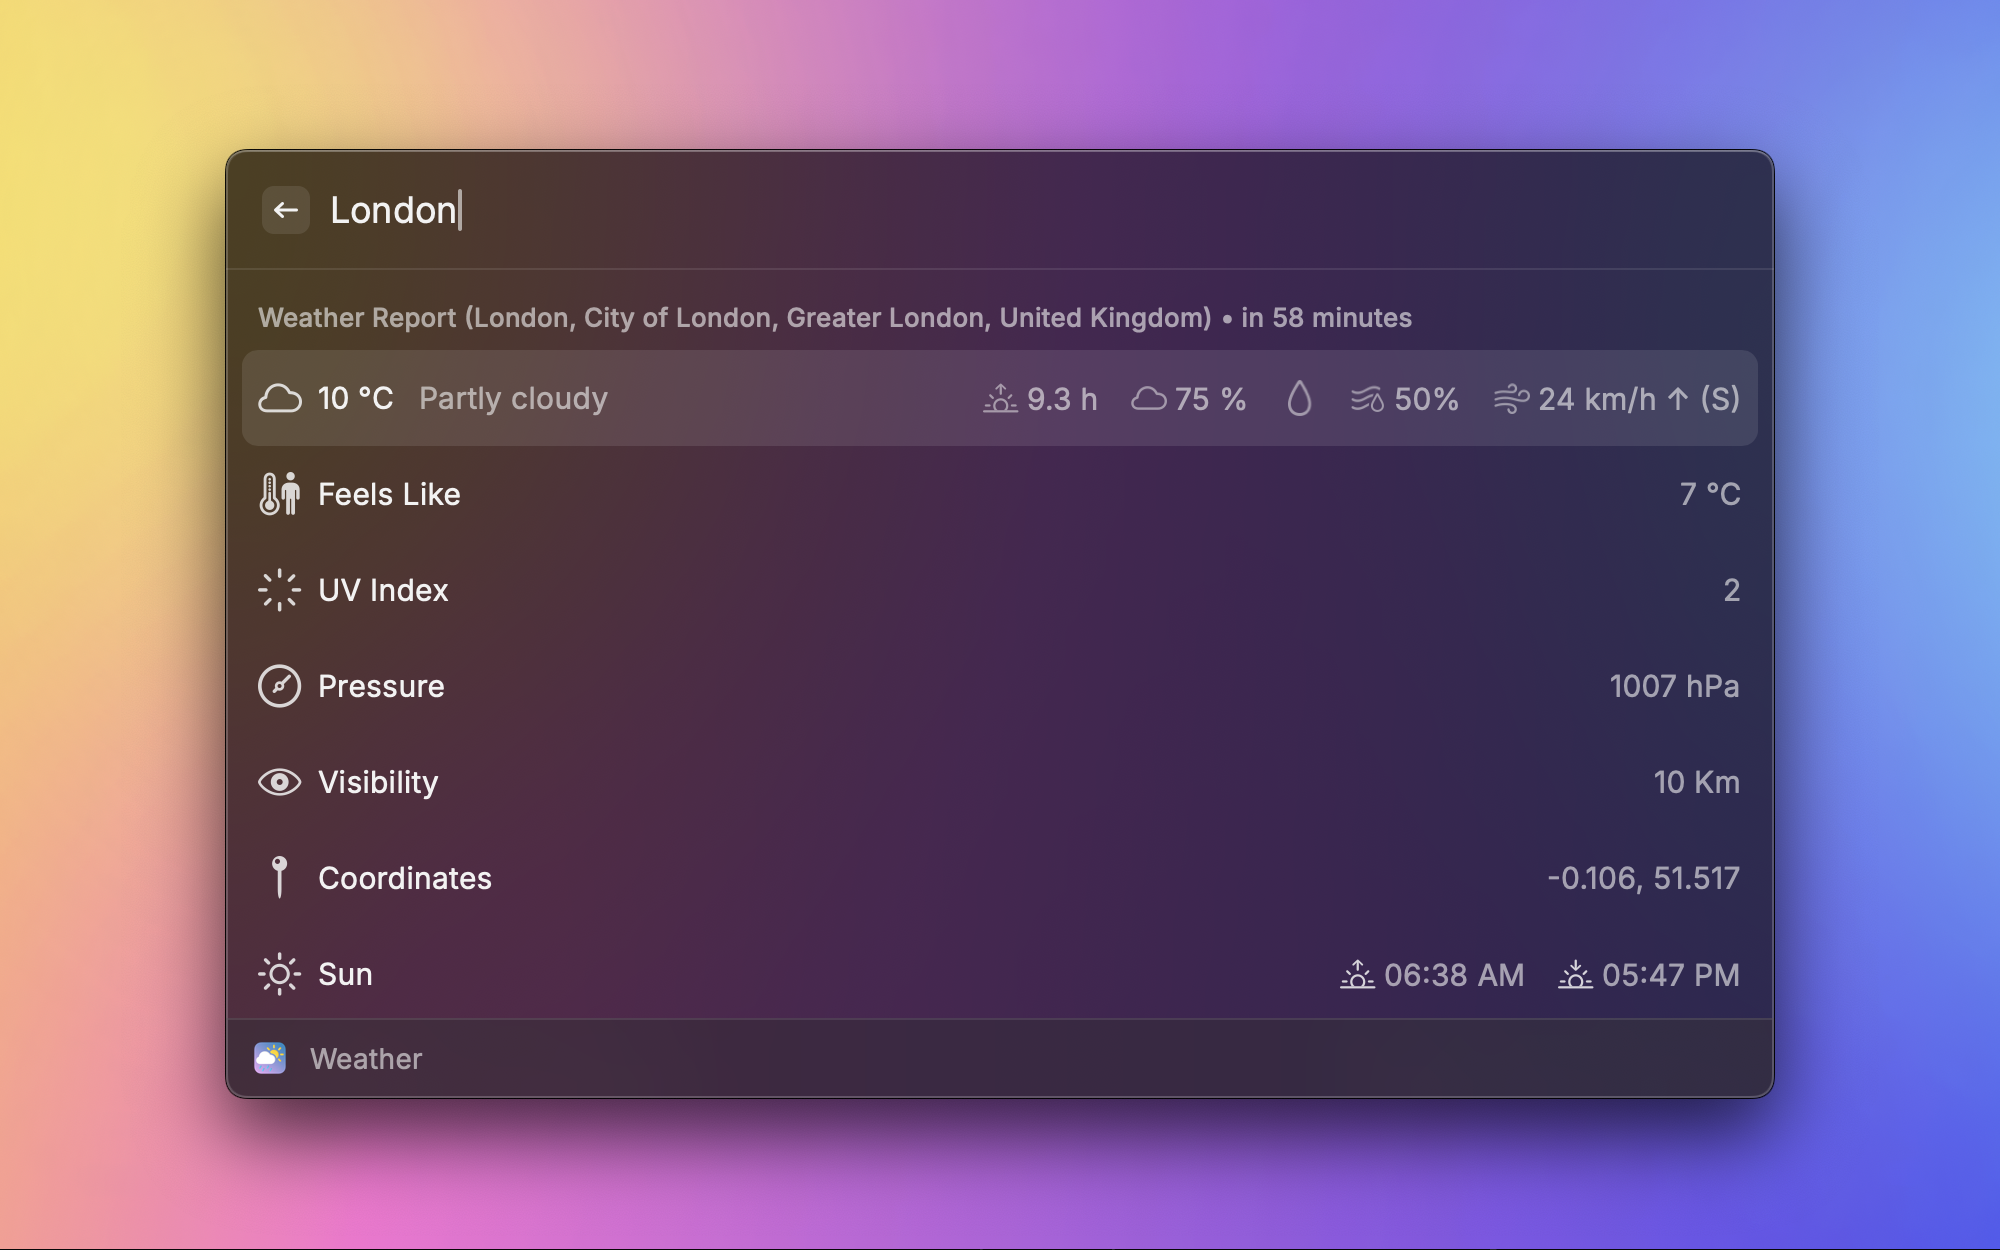 London
Weather Report (London, City of London, Greater London, United Kingdom) • in 58 minutes
10 °C Partly cloudy 9.3 h 75 % 50% 24 km/h ↑ (S)
Feels Like 7 °C
UV Index 2
Pressure 1007 hPa
Visibility 10 Km
Coordinates -0.106, 51.517
Sun 06:38 AM 05:47 PM
Weather